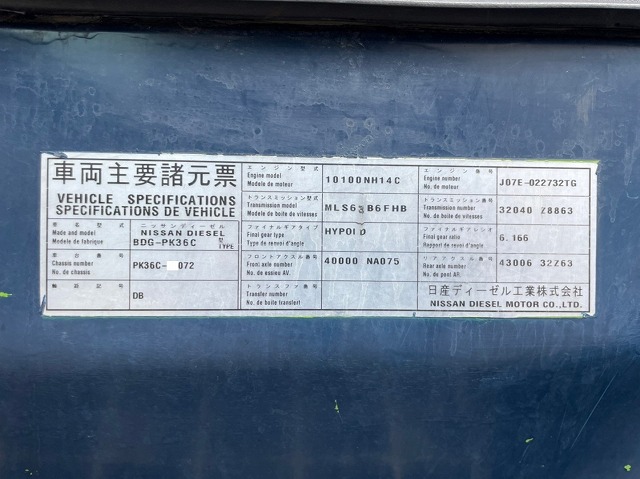 車両主要諸元票
VEHICLE SPECIFICATIONS
SPECIFICATIONS DE VEHICLE
車名 ニッサンディーゼル
Made and model NISSAN DIESEL
Modele de fabrique BDG-PK36C 型 TYPE
車台番号
Chassis number PK36C- 072
No. de chassis
DB
エンジン型式
Engine model 10100NH14C
Modele de moteur
トランスミッション型式
Transmission model MLS63B6FHB
Modele de boite de vitesses
ファイナルギアタイプ
Final gear type HYPOID
Type de renvoi d'angle
フロントアクスル番号
Front axle number 40000 NA075
No. de essieu AV.
トランスファ番号
Transfer number
No. de boite transfert
エンジン番号
Engine number J07E-022732TG
No. de moteur
トランスミッション番号
Transmission number 32040 Z8863
No. de boite de vitesses
ファイナルギアレシオ
Final gear ratio 6.166
Rapport de renvoi d'angle
リアアクスル番号
Rear axle number 43006 32Z63
No. de pont AR.
日産ディーゼル工業株式会社
NISSAN DIESEL MOTOR CO.,LTD.